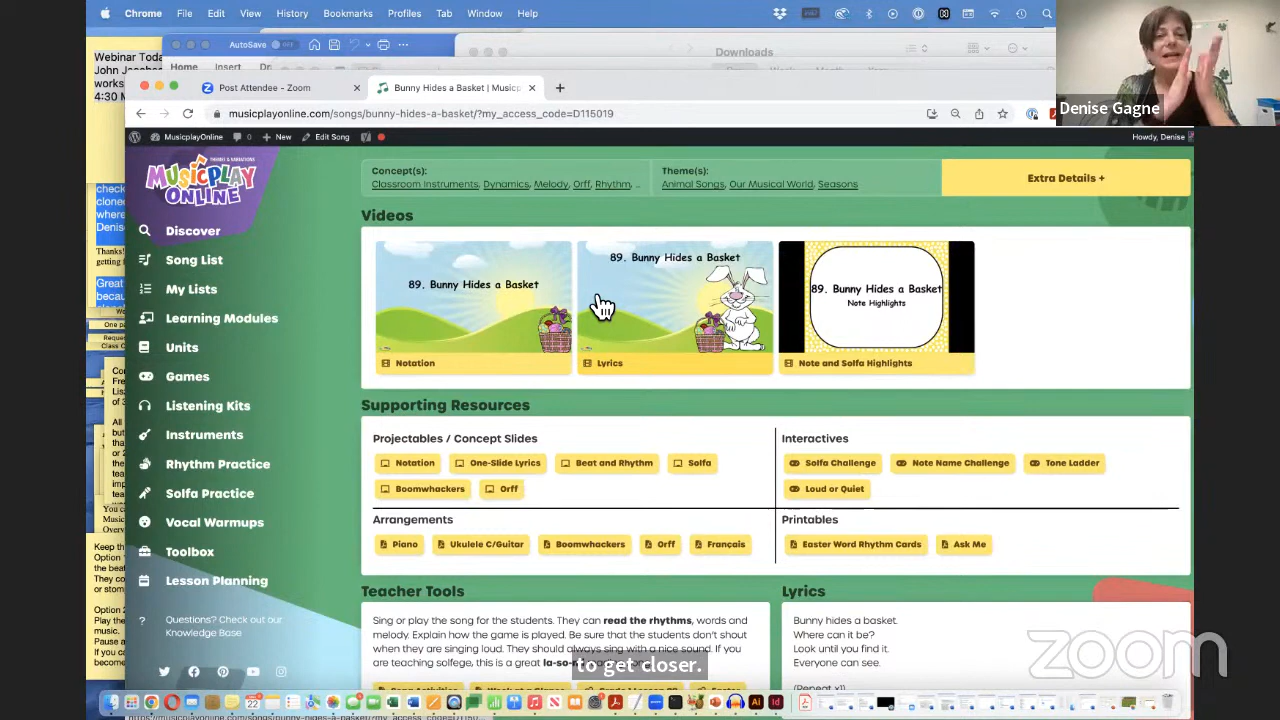 Chrome File Edit View History Bookmarks Profiles Tab Window Help
Webinar Toda
John Jacobs
works
4:30
AutoSave
Downloads
Home Insert
Denise Gagne
Post Attendee - Zoom
Bunny Hides a Basket | Music
musicplayonline.com/songs/bunny-hides-a-basket/?my_access_code=D115019
MusicplayOnline 0 New Edit Song
Howdy, Denise
THEMES & VARIATIONS
MUSICPLAY
ONLINE
Discover
Song List
My Lists
Learning Modules
Units
Games
Listening Kits
Instruments
Rhythm Practice
Solfa Practice
Vocal Warmups
Toolbox
Lesson Planning
? Questions? Check out our
Knowledge Base
Concept(s):
Classroom Instruments, Dynamics, Melody, Orff, Rhythm, ..
Theme(s):
Animal Songs, Our Musical World, Seasons
Extra Details +
Videos
89. Bunny Hides a Basket
Notation
89. Bunny Hides a Basket
Lyrics
89. Bunny Hides a Basket
Note Highlights
Note and Solfa Highlights
Supporting Resources
Projectables / Concept Slides
Notation One-Slide Lyrics Beat and Rhythm Solfa
Boomwhackers Orff
Interactives
Solfa Challenge Note Name Challenge Tone Ladder
Loud or Quiet
Arrangements
Piano Ukulele C/Guitar Boomwhackers Orff Français
Printables
Easter Word Rhythm Cards Ask Me
Teacher Tools
Sing or play the song for the students. They can read the rhythms, words and
melody. Explain how the game is played. Be sure that the students don't shout
when they are singing loud. They should always sing with a nice sound. If you
are teaching solfege, this is a great la-so-
Lyrics
Bunny hides a basket.
Where can it be?
Look until you find it.
Everyone can see.
to get closer.
zoom